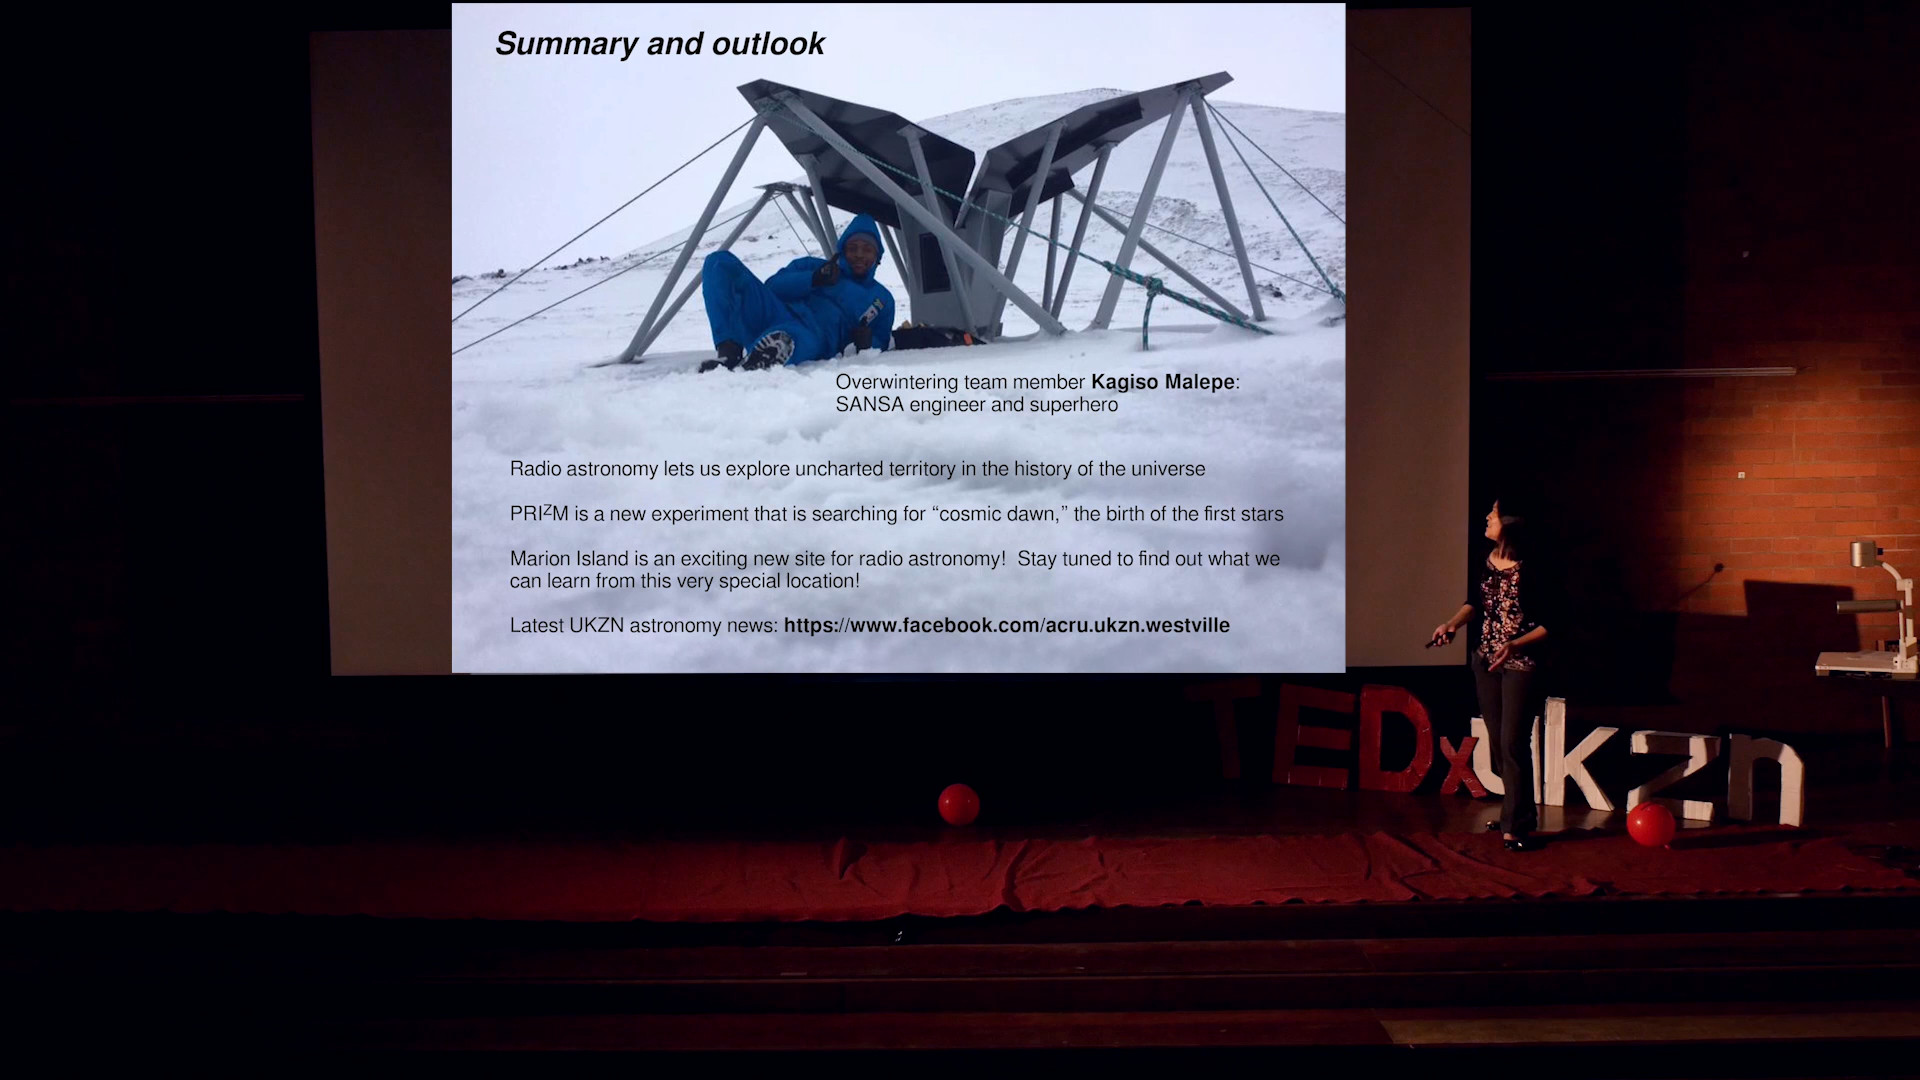 Summary and outlook
Overwintering team member Kagiso Malepe:
SANSA engineer and superhero
Radio astronomy lets us explore uncharted territory in the history of the universe
PRIᶻM is a new experiment that is searching for “cosmic dawn,” the birth of the first stars
Marion Island is an exciting new site for radio astronomy!  Stay tuned to find out what we
can learn from this very special location!
Latest UKZN astronomy news: https://www.facebook.com/acru.ukzn.westville
TEDxukzn